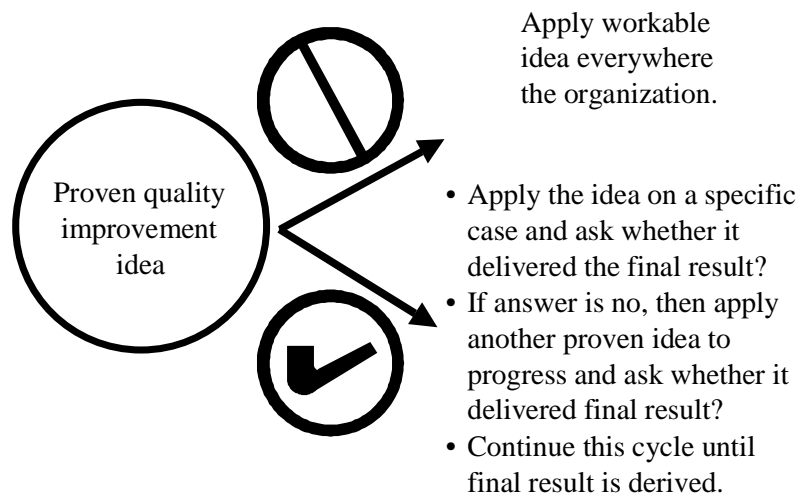 Apply workable
idea everywhere
the organization.
Proven quality
improvement
idea
• Apply the idea on a specific
case and ask whether it
delivered the final result?
• If answer is no, then apply
another proven idea to
progress and ask whether it
delivered final result?
• Continue this cycle until
final result is derived.